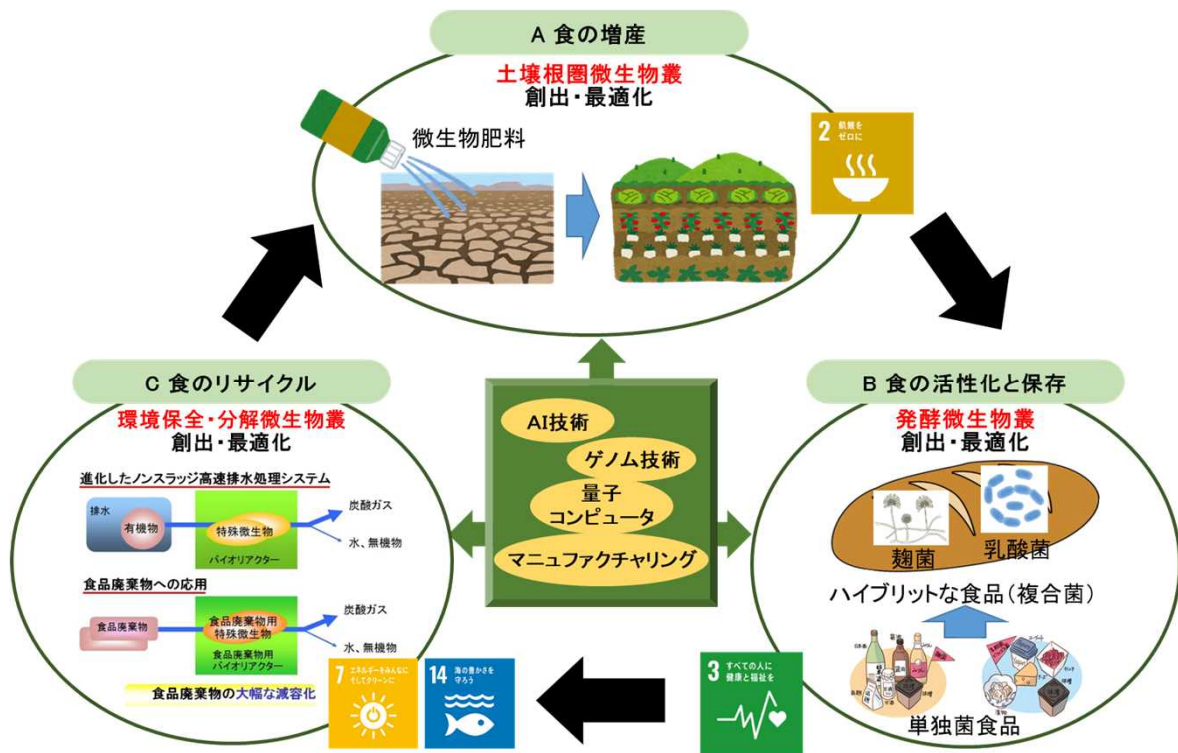 A 食の増産
土壌根圏微生物叢
創出・最適化
微生物肥料
2 飢餓を
ゼロに
C 食のリサイクル
環境保全・分解微生物叢
創出・最適化
進化したノンスラッジ高速排水処理システム
排水
有機物
特殊微生物
バイオリアクター
炭酸ガス
水、無機物
食品廃棄物への応用
食品廃棄物
食品廃棄物用
特殊微生物
食品廃棄物用
バイオリアクター
炭酸ガス
水、無機物
食品廃棄物の大幅な減容化
7 エネルギーをみんなに
そしてクリーンに
14 海の豊かさを
守ろう
AI技術
ゲノム技術
量子
コンピュータ
マニュファクチャリング
B 食の活性化と保存
発酵微生物叢
創出・最適化
麹菌
乳酸菌
ハイブリットな食品(複合菌)
単独菌食品
3 すべての人に
健康と福祉を